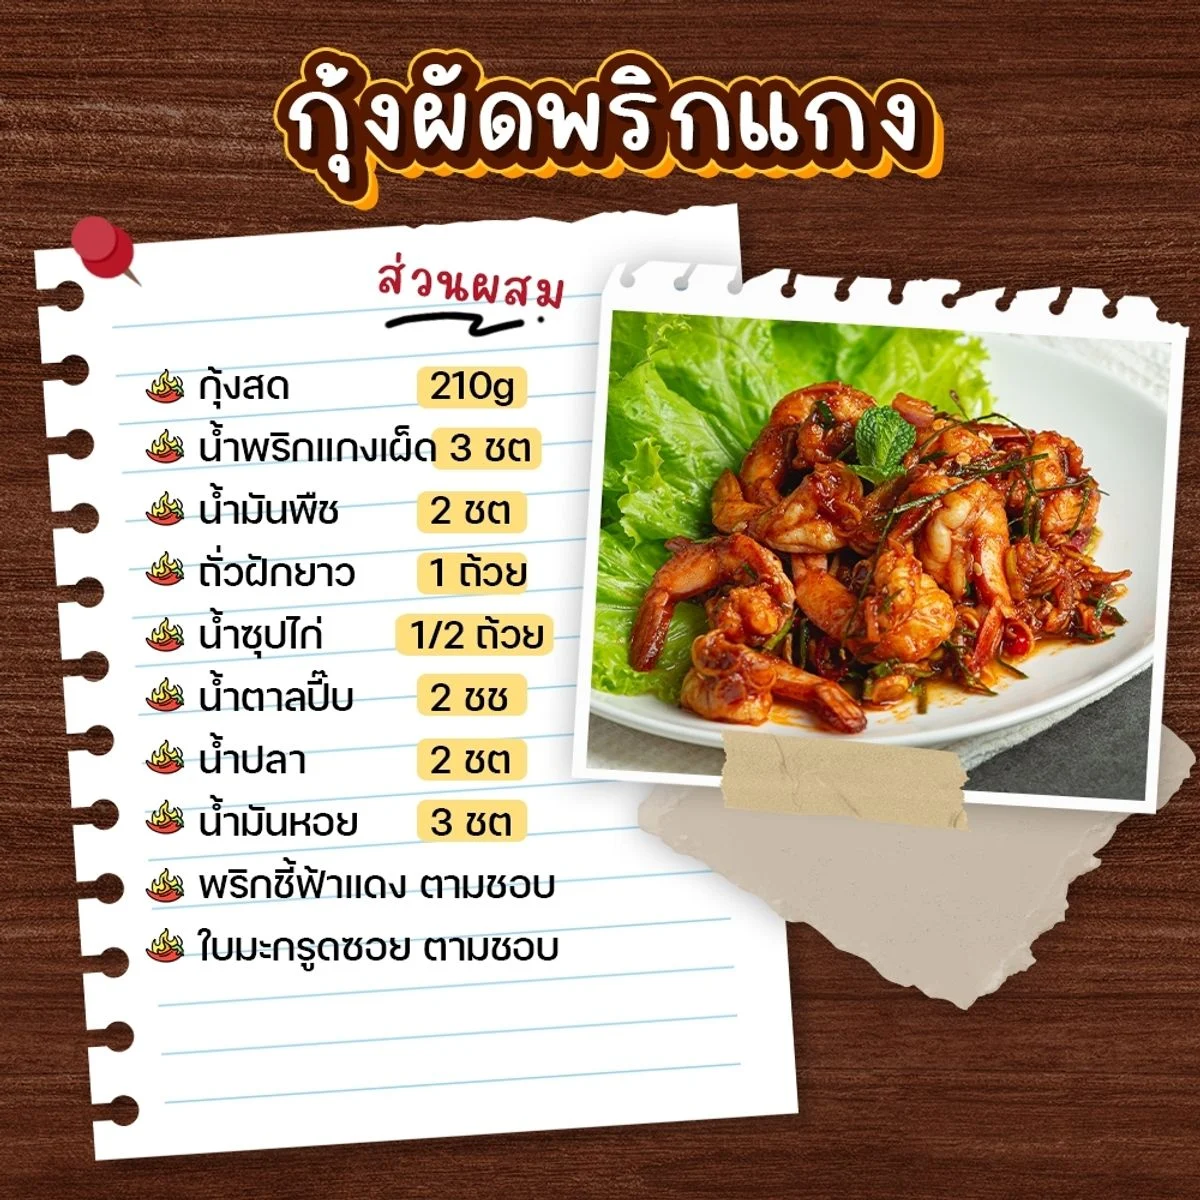 กุ้งผัดพริกแกง
ส่วนผสม
กุ้งสด 210g
น้ำพริกแกงเผ็ด 3 ชต
น้ำมันพืช 2 ชต
ถั่วฝักยาว 1 ถ้วย
น้ำซุปไก่ 1/2 ถ้วย
น้ำตาลปี๊บ 2 ชช
น้ำปลา 2 ชต
น้ำมันหอย 3 ชต
พริกชี้ฟ้าแดง ตามชอบ
ใบมะกรูดซอย ตามชอบ